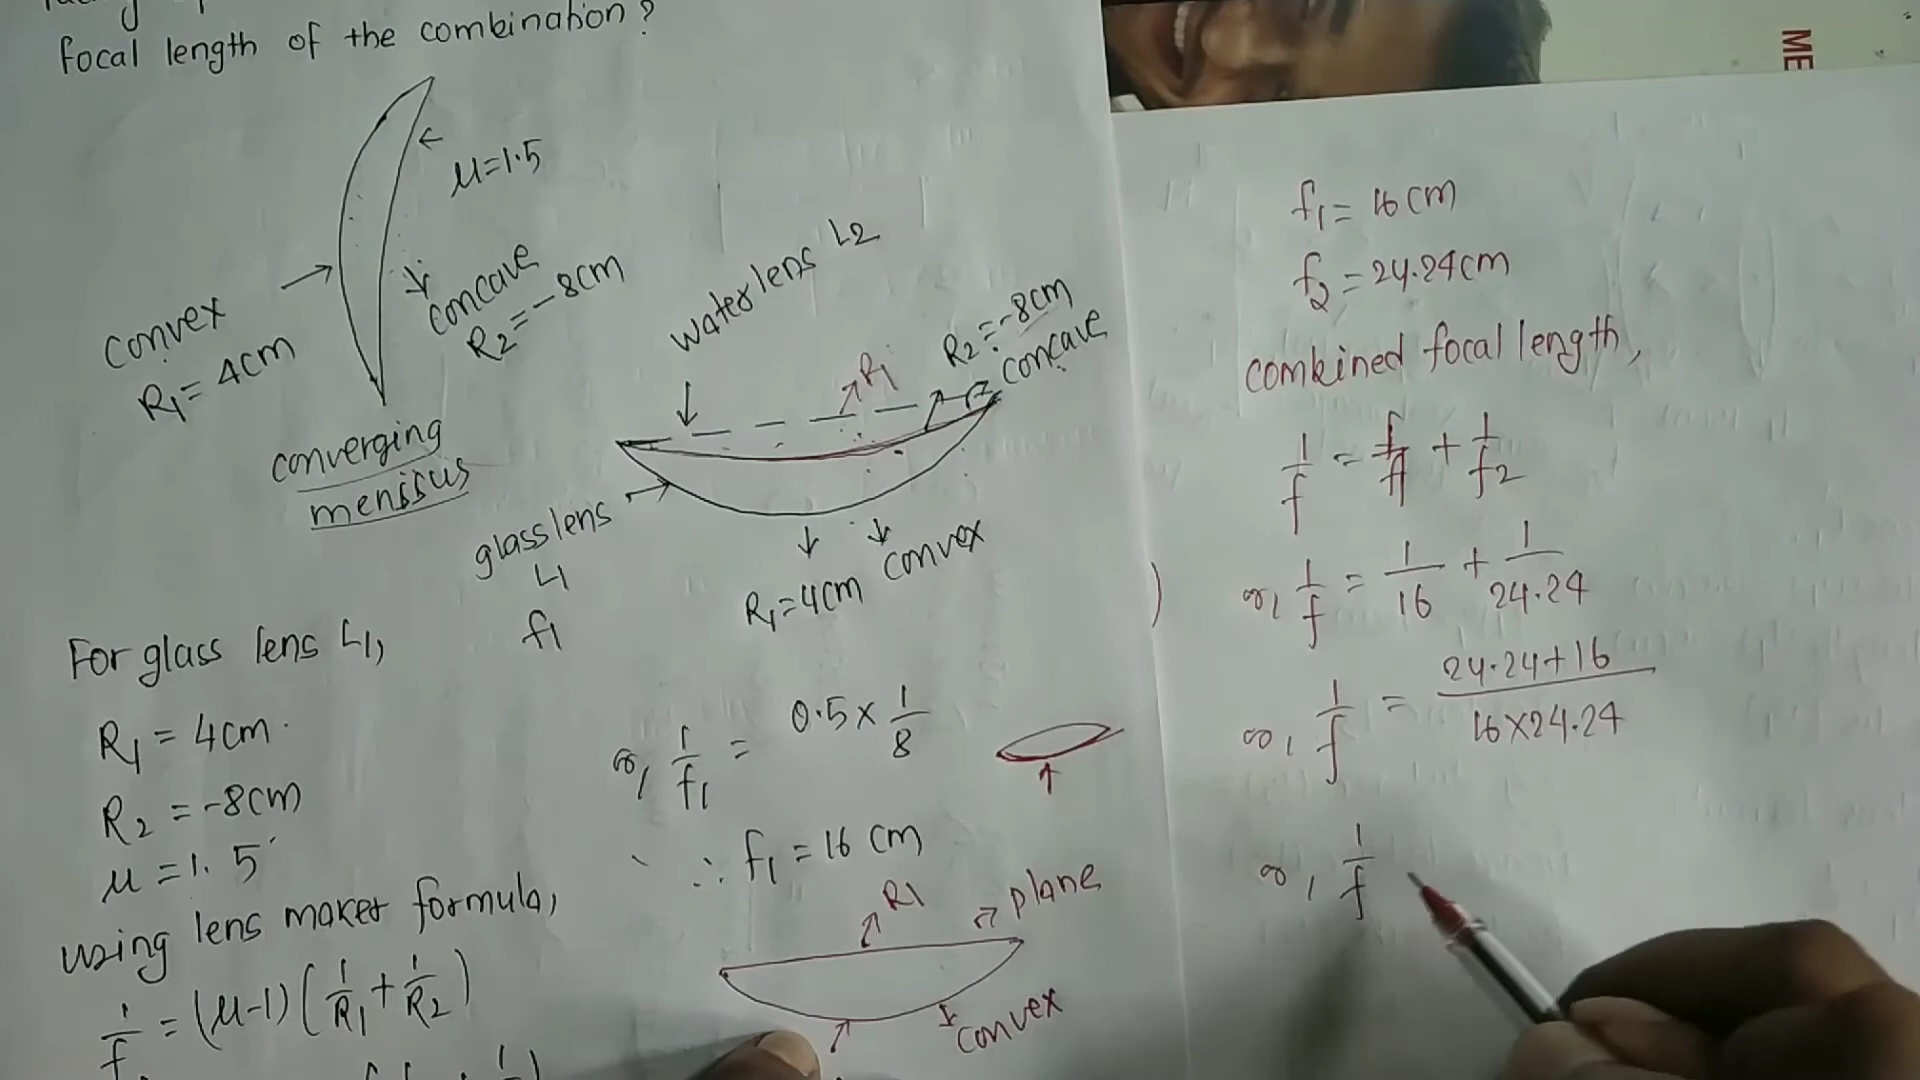 focal length of the combination?
μ=1.5
convex
R1= 4cm
concave
R2=-8cm
converging
menissus
water lens L2
R1
R2=-8cm
concave
glass lens
L1
f1
R1=4cm convex
For glass lens L1,
R1 = 4cm.
R2 = -8cm
μ = 1.5
using lens maker formula,
1/f = (μ-1) (1/R1 + 1/R2)
or, 1/f1 = 0.5 × 1/8
∴ f1 = 16 cm
R1
plane
convex
ME
f1 = 16 cm
f2 = 24.24cm
combined focal length,
1/f = 1/f1 + 1/f2
or, 1/f = 1/16 + 1/24.24
or, 1/f = 24.24+16/16×24.24
or, 1/f